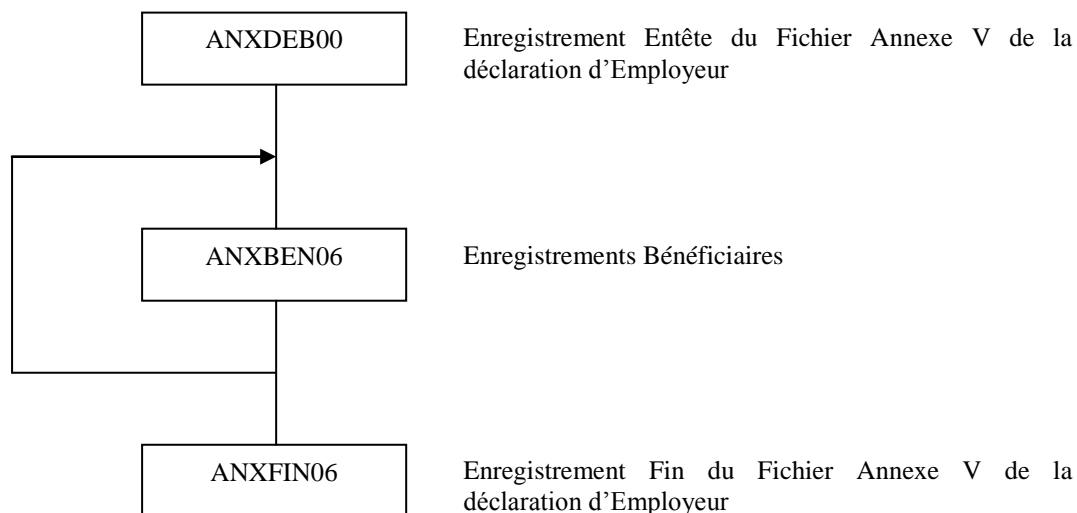 ANXDEB00
Enregistrement Entête du Fichier Annexe V de la
déclaration d'Employeur
ANXBEN06
Enregistrements Bénéficiaires
ANXFIN06
Enregistrement Fin du Fichier Annexe V de la
déclaration d'Employeur